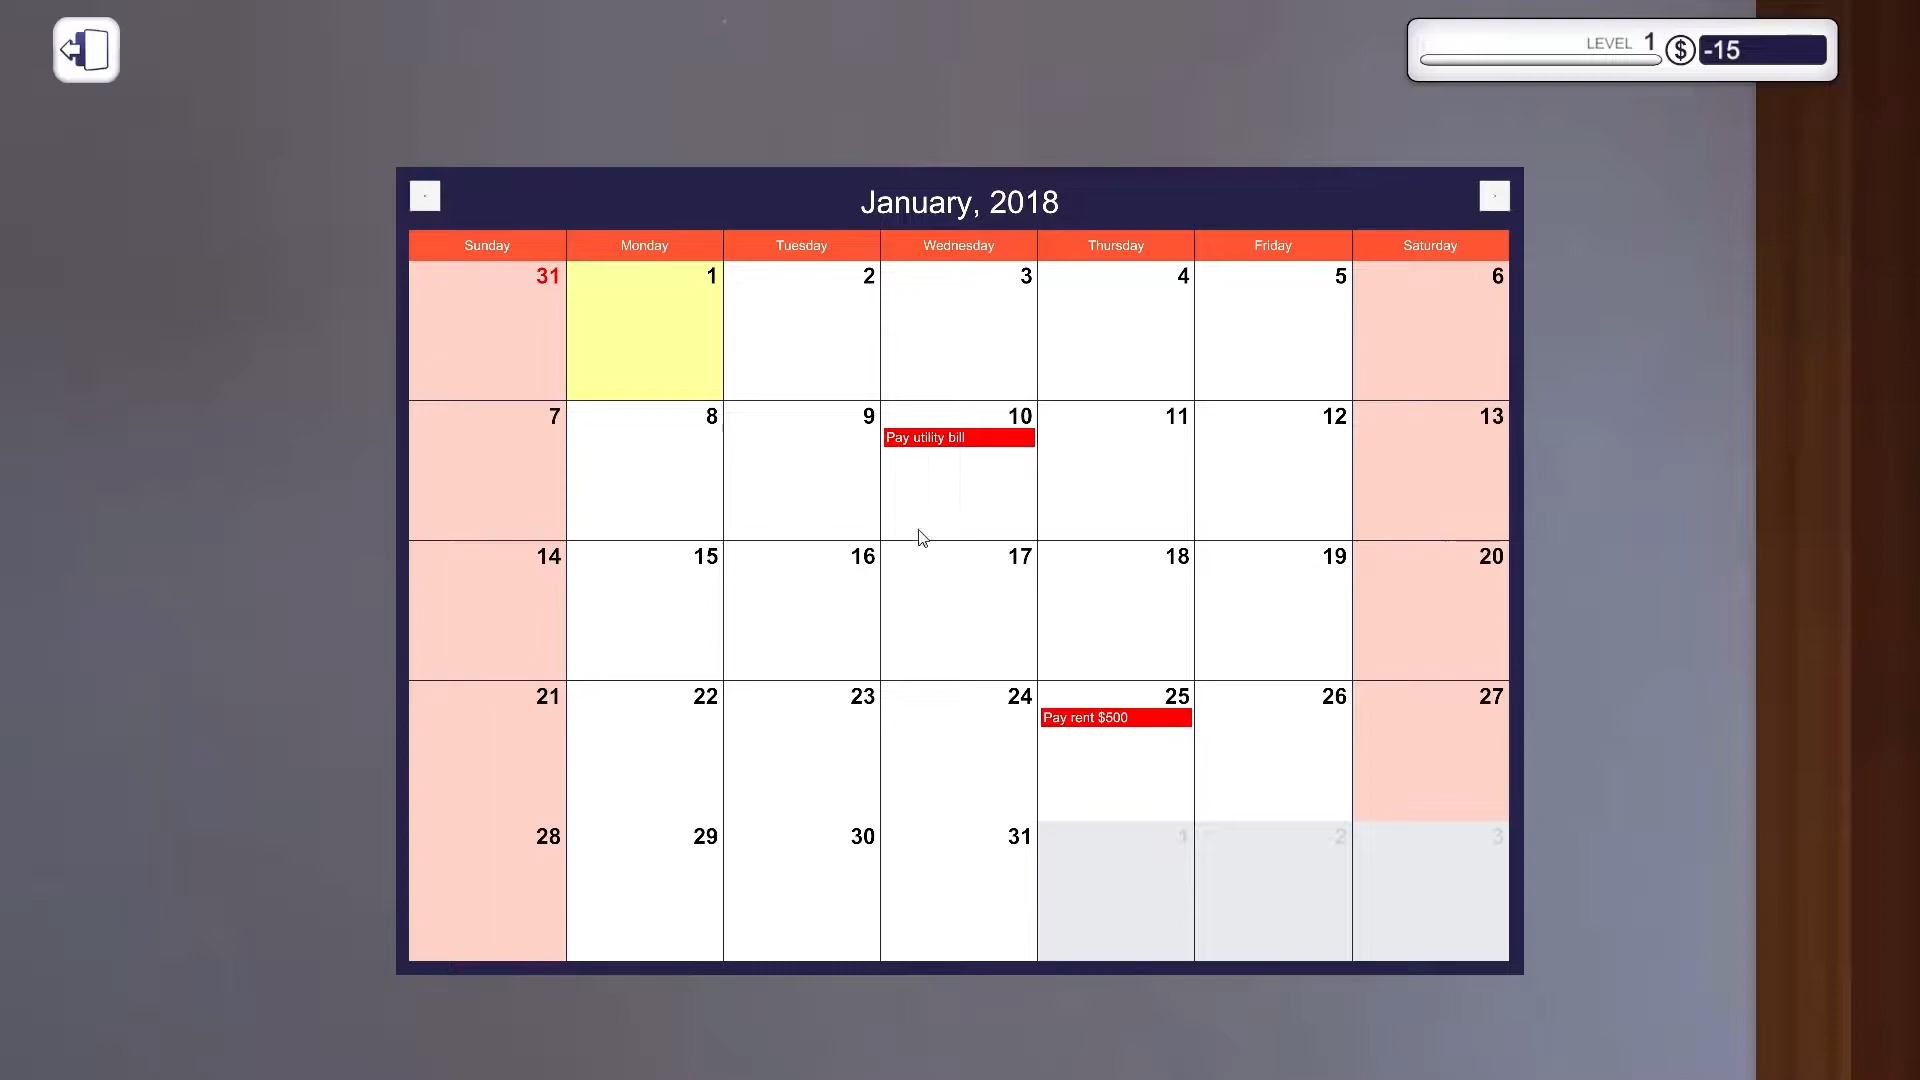 LEVEL 1 $ -15
January, 2018
Sunday Monday Tuesday Wednesday Thursday Friday Saturday
31 1 2 3 4 5 6
7 8 9 10 11 12 13
Pay utility bill
14 15 16 17 18 19 20
21 22 23 24 25 26 27
Pay rent $500
28 29 30 31 1 2 3